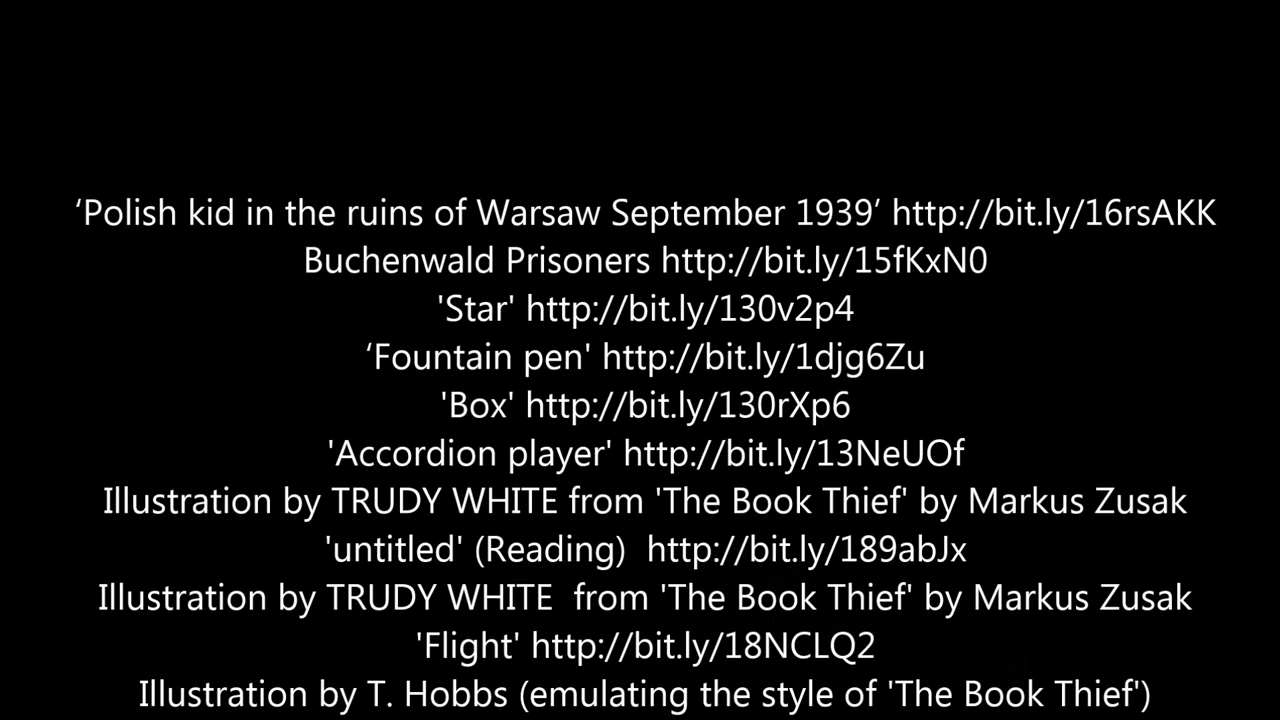 ‘Polish kid in the ruins of Warsaw September 1939’ http://bit.ly/16rsAKK
Buchenwald Prisoners http://bit.ly/15fKxN0
'Star' http://bit.ly/130v2p4
‘Fountain pen' http://bit.ly/1djg6Zu
'Box' http://bit.ly/130rXp6
'Accordion player' http://bit.ly/13NeUOf
Illustration by TRUDY WHITE from 'The Book Thief' by Markus Zusak
'untitled' (Reading)  http://bit.ly/189abJx
Illustration by TRUDY WHITE  from 'The Book Thief' by Markus Zusak
'Flight' http://bit.ly/18NCLQ2
Illustration by T. Hobbs (emulating the style of 'The Book Thief')